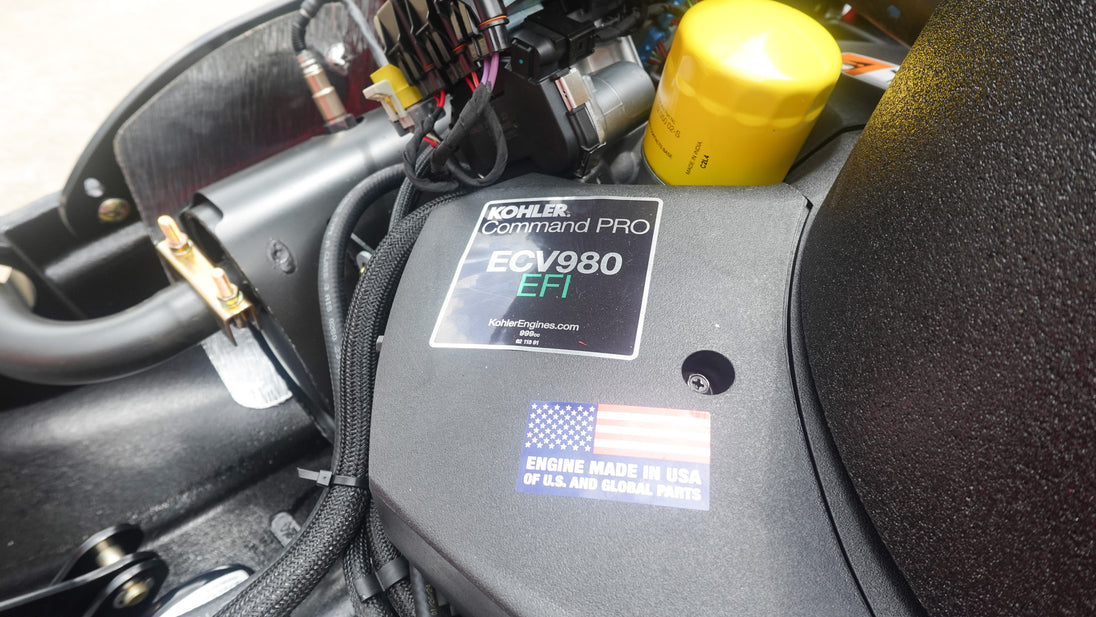 MADE IN INDIA
C2L4
KOHLER.
Command PRO
ECV980
EFI
KohlerEngines.com
999cc
ENGINE MADE IN USA
OF U.S. AND GLOBAL PARTS